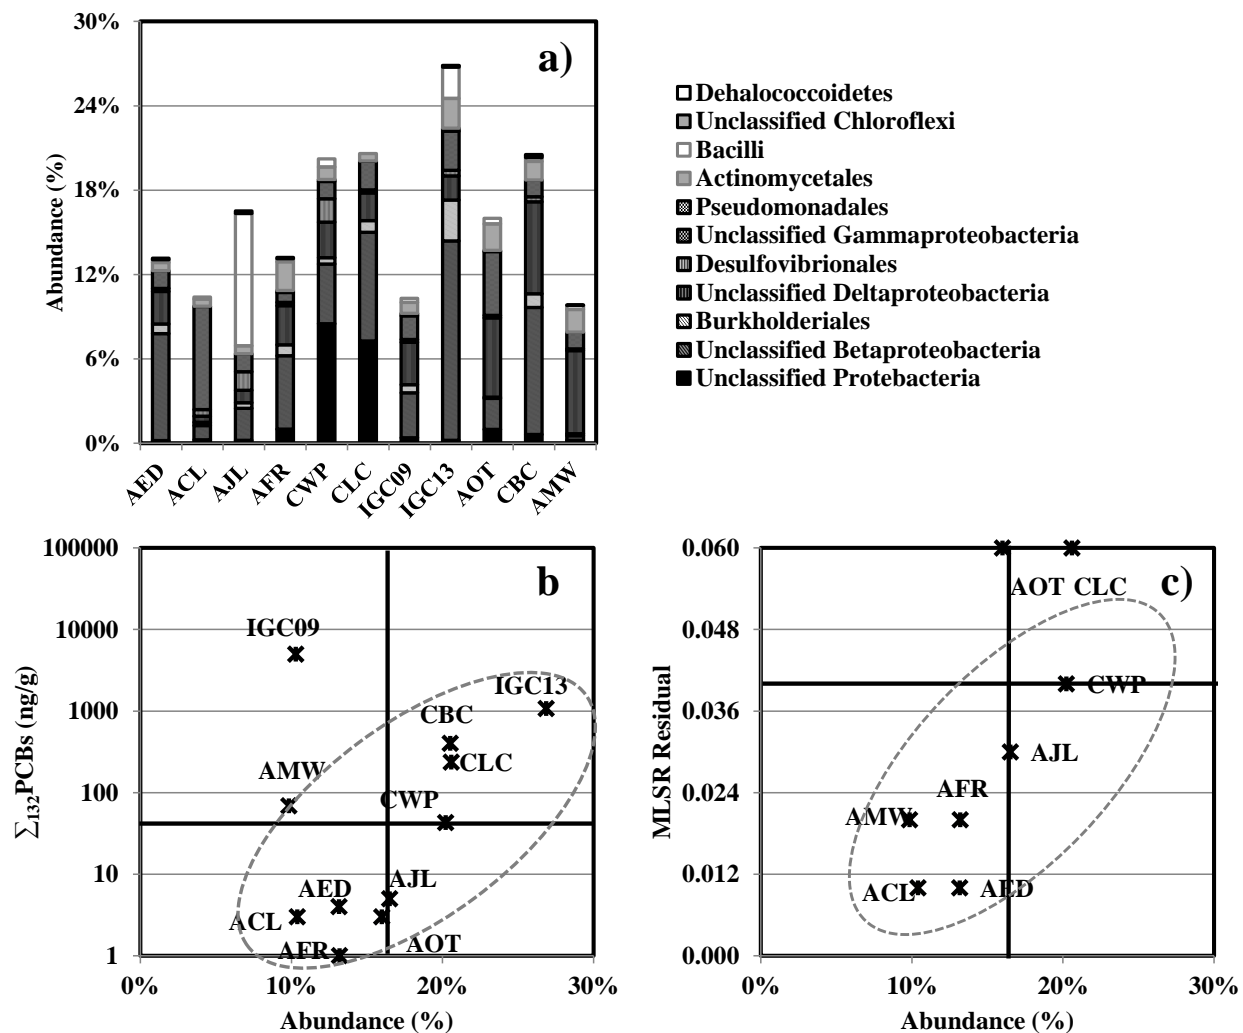 a)
30%
24%
18%
12%
6%
0%
Abundance (%)
AED
ACL
AJL
AFR
CWP
CLC
IGC09
IGC13
AOT
CBC
AMW
Dehalococcoidetes
Unclassified Chloroflexi
Bacilli
Actinomycetales
Pseudomonadales
Unclassified Gammaproteobacteria
Desulfovibrionales
Unclassified Deltaproteobacteria
Burkholderiales
Unclassified Betaproteobacteria
Unclassified Protebacteria
b
100000
10000
1000
100
10
1
∑132PCBs (ng/g)
IGC09
IGC13
CBC
CLC
AMW
CWP
AJL
AED
ACL
AFR
AOT
0%
10%
20%
30%
Abundance (%)
c)
0.060
0.048
0.036
0.024
0.012
0.000
MLSR Residual
AOT CLC
CWP
AJL
AFR
AMW
ACL
AED
0%
10%
20%
30%
Abundance (%)